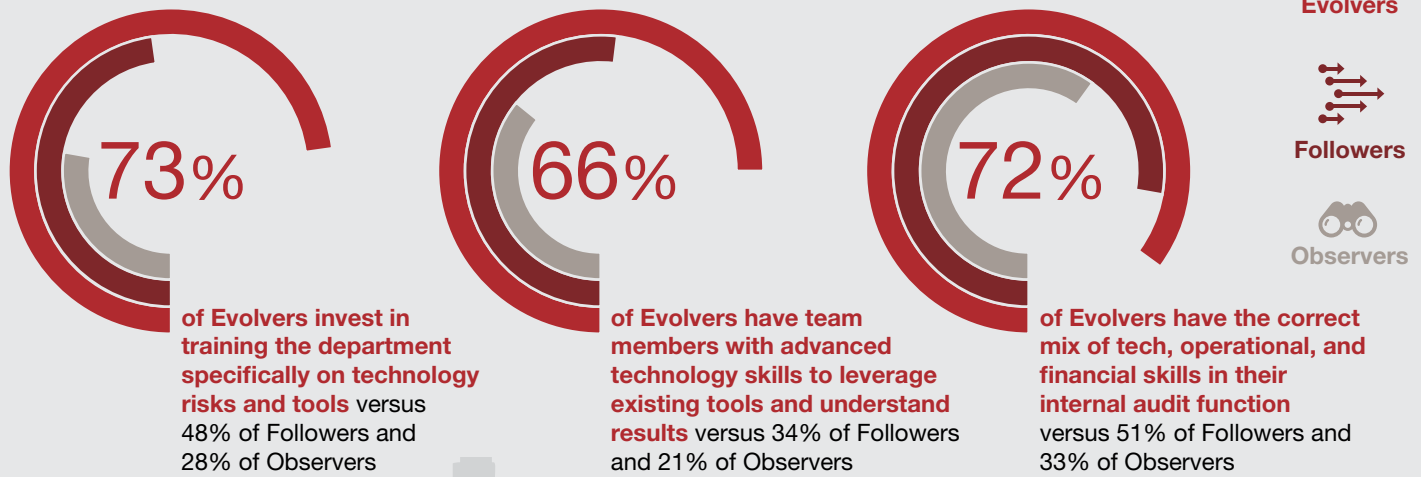 Evolvers
Followers
Observers
73%
of Evolvers invest in
training the department
specifically on technology
risks and tools versus
48% of Followers and
28% of Observers
66%
of Evolvers have team
members with advanced
technology skills to leverage
existing tools and understand
results versus 34% of Followers
and 21% of Observers
72%
of Evolvers have the correct
mix of tech, operational, and
financial skills in their
internal audit function
versus 51% of Followers and
33% of Observers